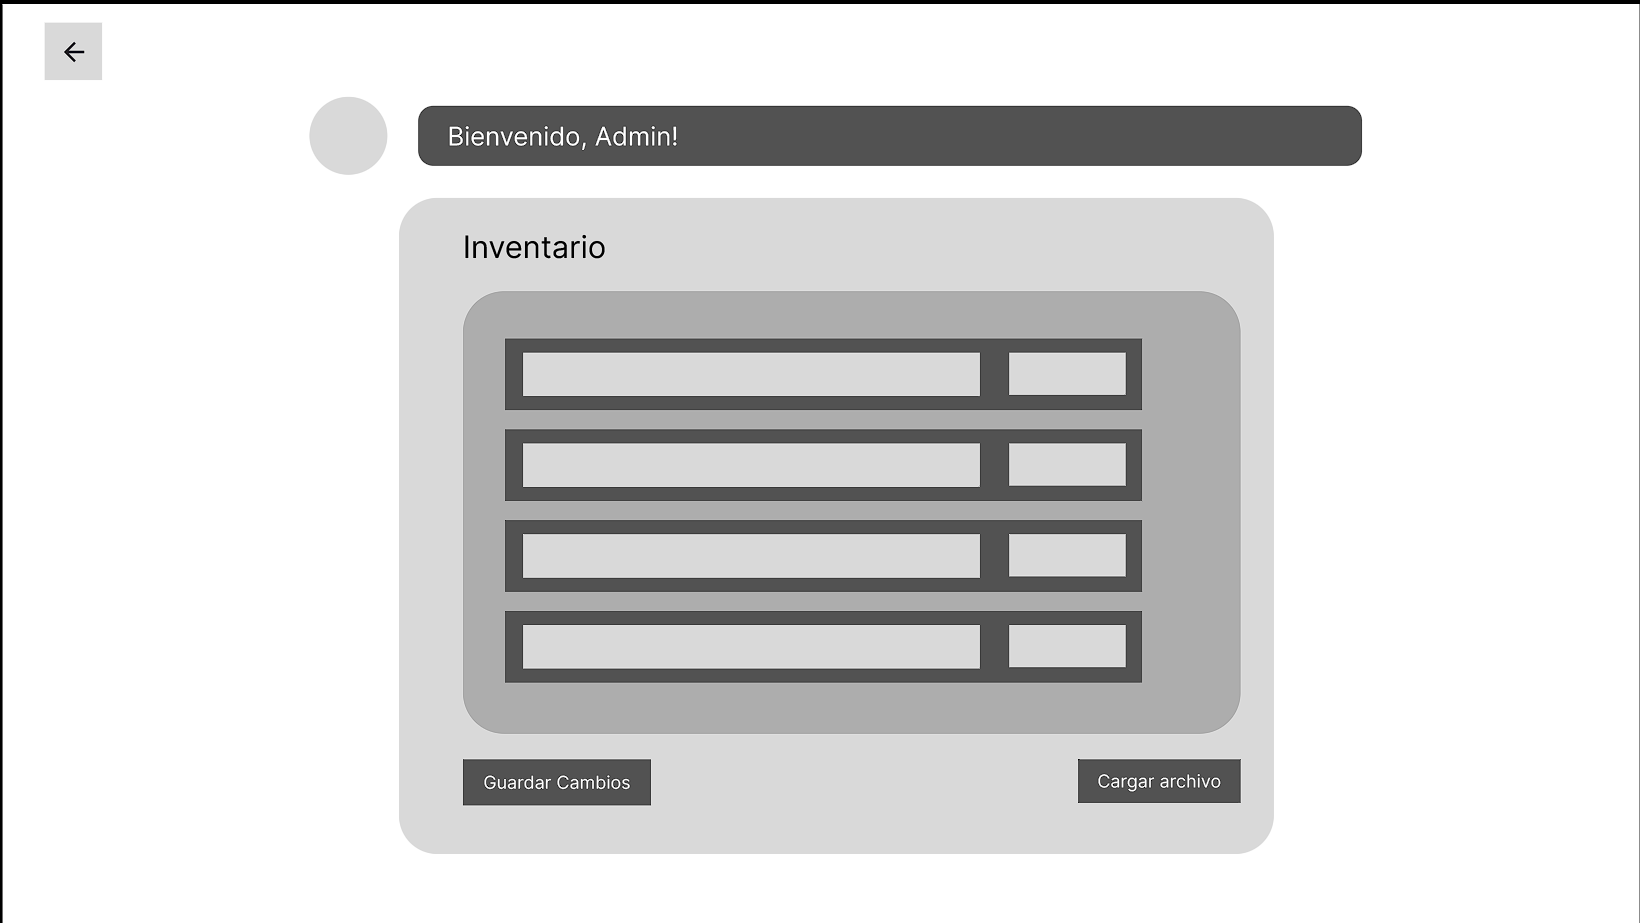 Bienvenido, Admin!
Inventario
Guardar Cambios
Cargar archivo